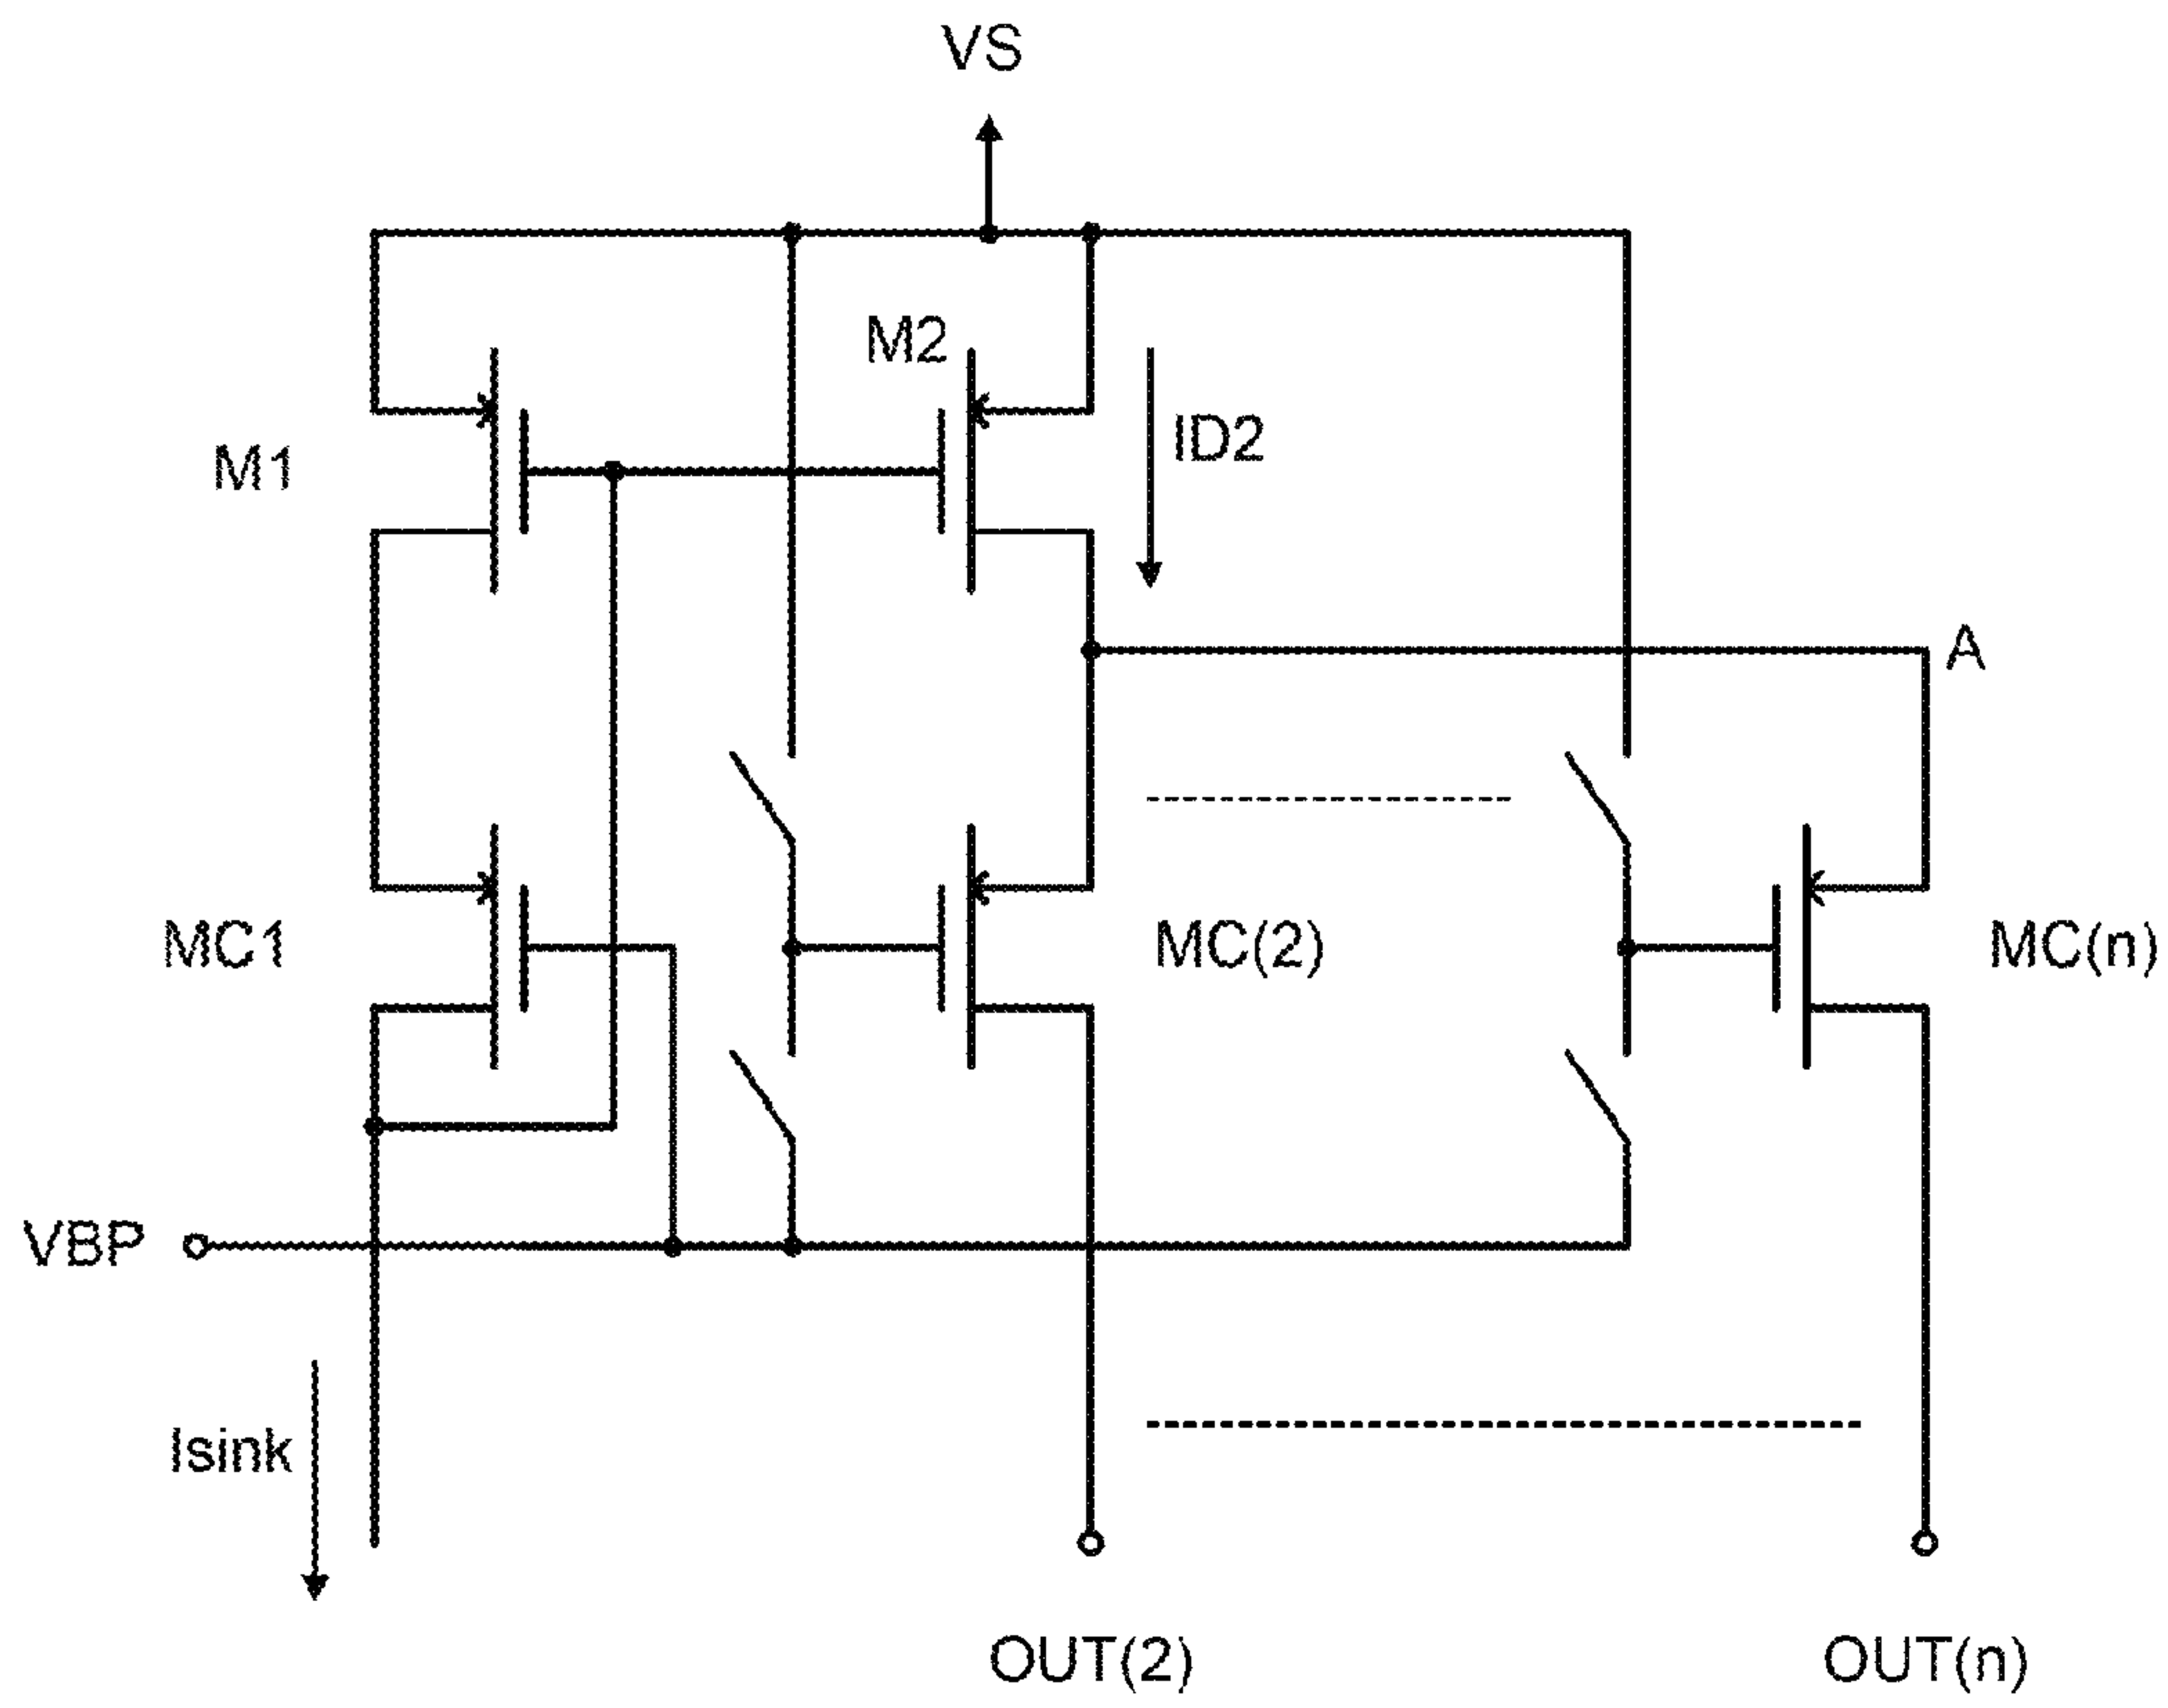 VS
M2
ID2
M1
A
MC1
MC(2)
MC(n)
VBP
Isink
OUT(2)
OUT(n)